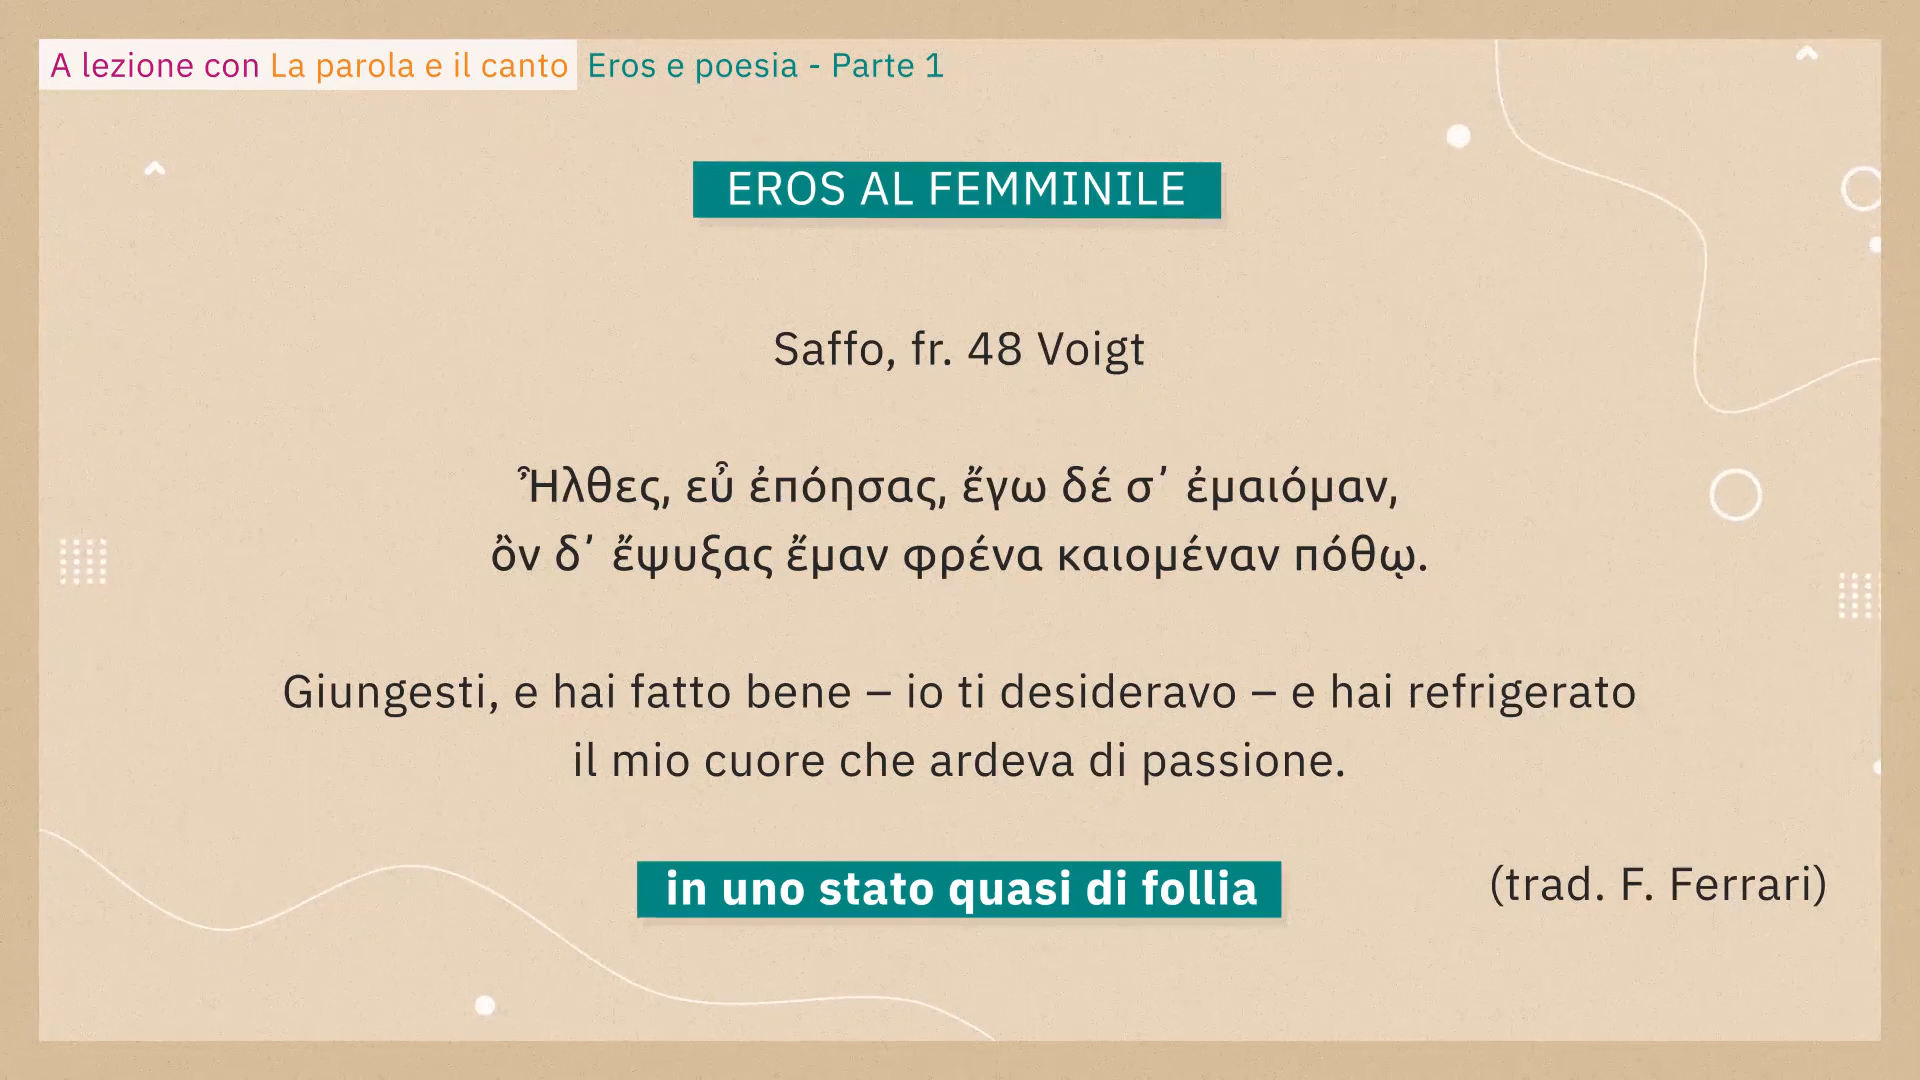 A lezione con La parola e il canto Eros e poesia - Parte 1
EROS AL FEMMINILE
Saffo, fr. 48 Voigt
Ἦλθες, εὖ ἐπόησας, ἔγω δέ σ᾽ ἐμαιόμαν,
ὂν δ᾽ ἔψυξας ἔμαν φρένα καιομέναν πόθῳ.
Giungesti, e hai fatto bene – io ti desideravo – e hai refrigerato
il mio cuore che ardeva di passione.
in uno stato quasi di follia
(trad. F. Ferrari)